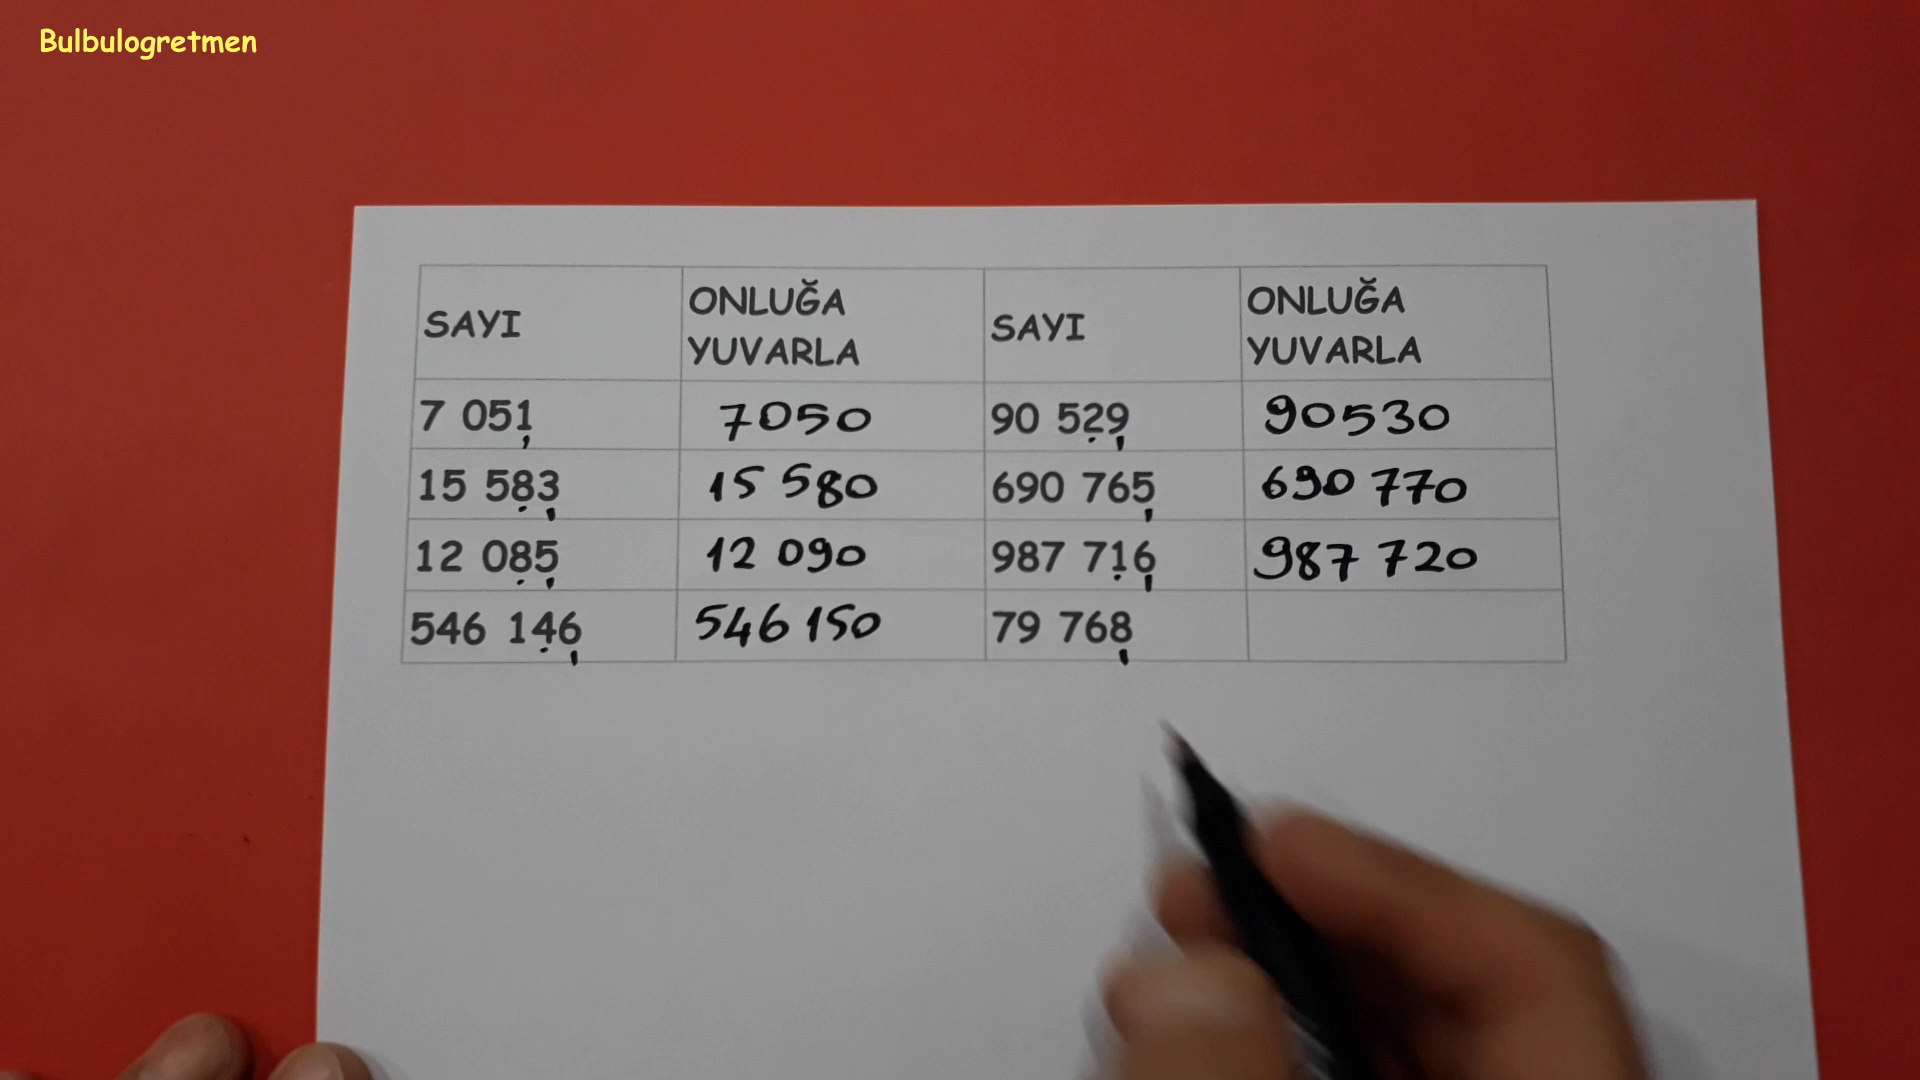 Bulbulogretmen
SAYI ONLUĞA YUVARLA SAYI ONLUĞA YUVARLA
7 051 7050 90 529 90530
15 583 15 580 690 765 690 770
12 085 12 090 987 716 987 720
546 146 546 150 79 768